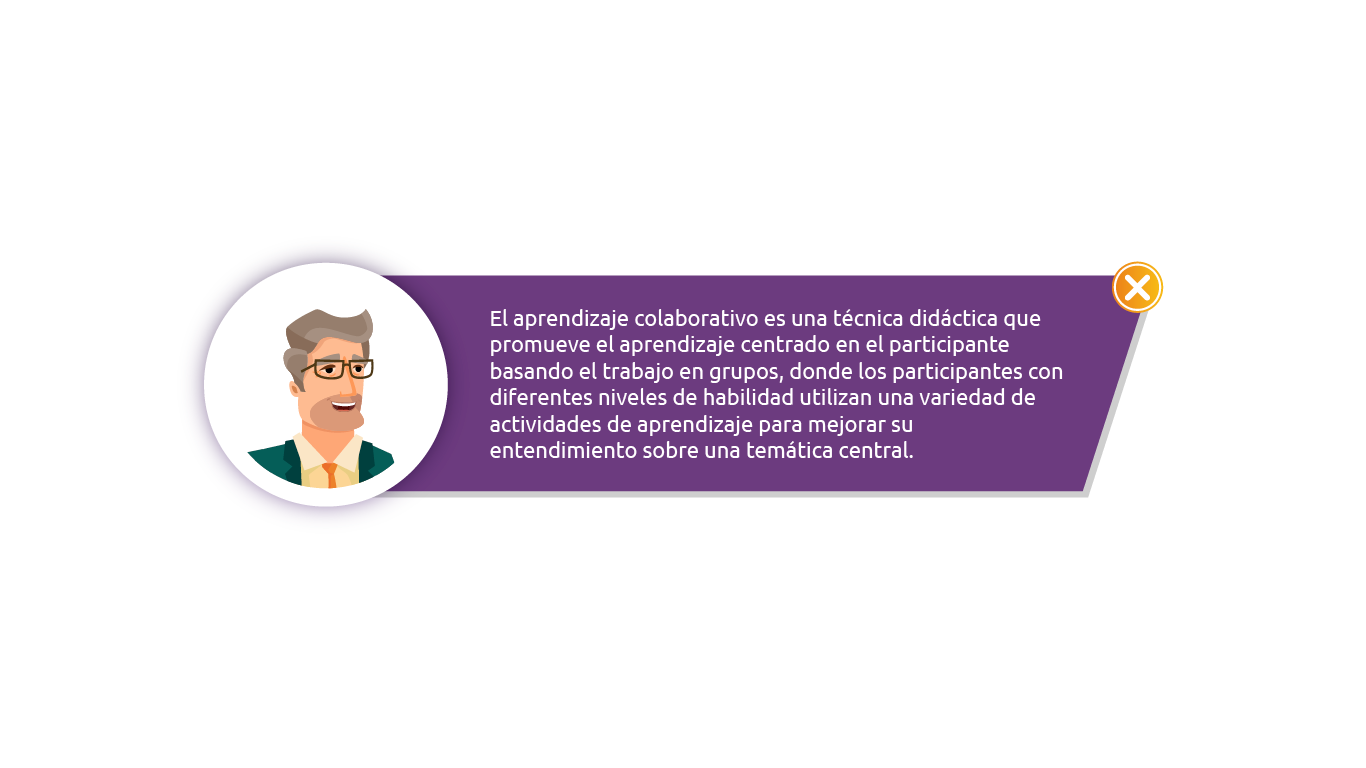 El aprendizaje colaborativo es una técnica didáctica que
promueve el aprendizaje centrado en el participante
basando el trabajo en grupos, donde los participantes con
diferentes niveles de habilidad utilizan una variedad de
actividades de aprendizaje para mejorar su
entendimiento sobre una temática central.